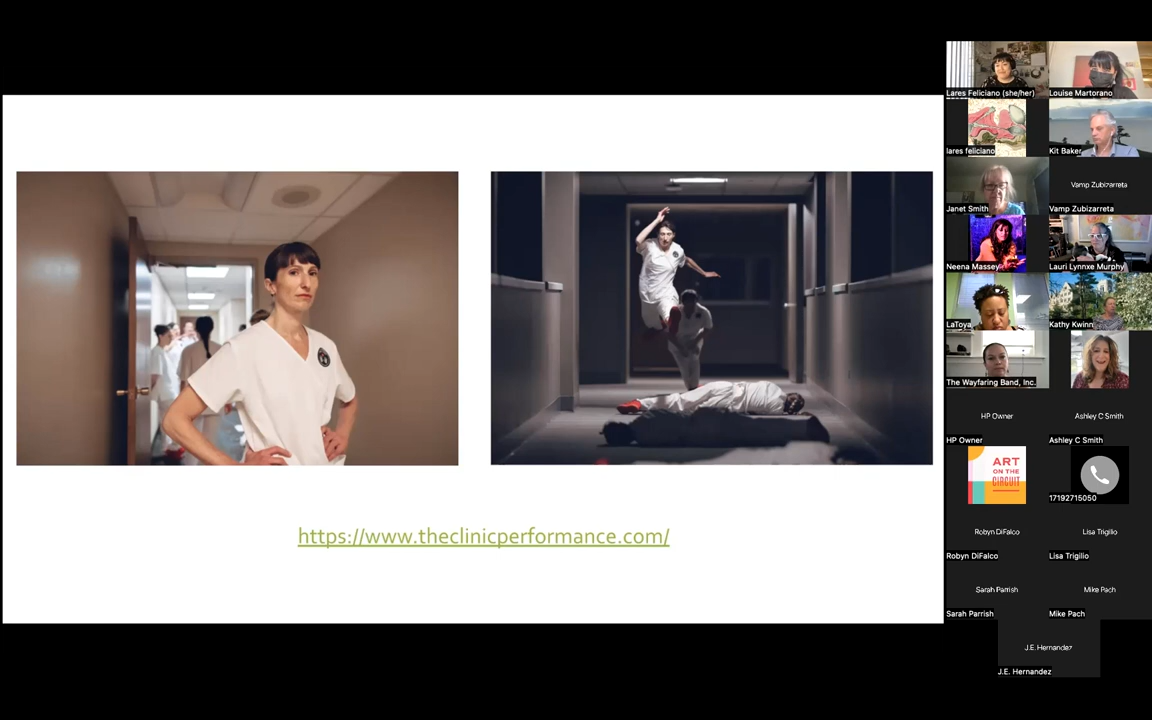 https://www.theclinicperformance.com/
Lares Feliciano (she/her)
Louise Martorano
lares feliciano
Kit Baker
Janet Smith
Vamp Zubizarreta
Vamp Zubizarreta
Neena Massey
Lauri Lynnxe Murphy
LaToya
Kathy Kwinn
The Wayfaring Band, Inc.
HP Owner
Ashley C Smith
HP Owner
Ashley C Smith
ART
ON THE
CIRCUIT
17192715050
Robyn DiFalco
Lisa Trigilio
Robyn DiFalco
Lisa Trigilio
Sarah Parrish
Mike Pach
Sarah Parrish
Mike Pach
J.E. Hernandez
J.E. Hernandez